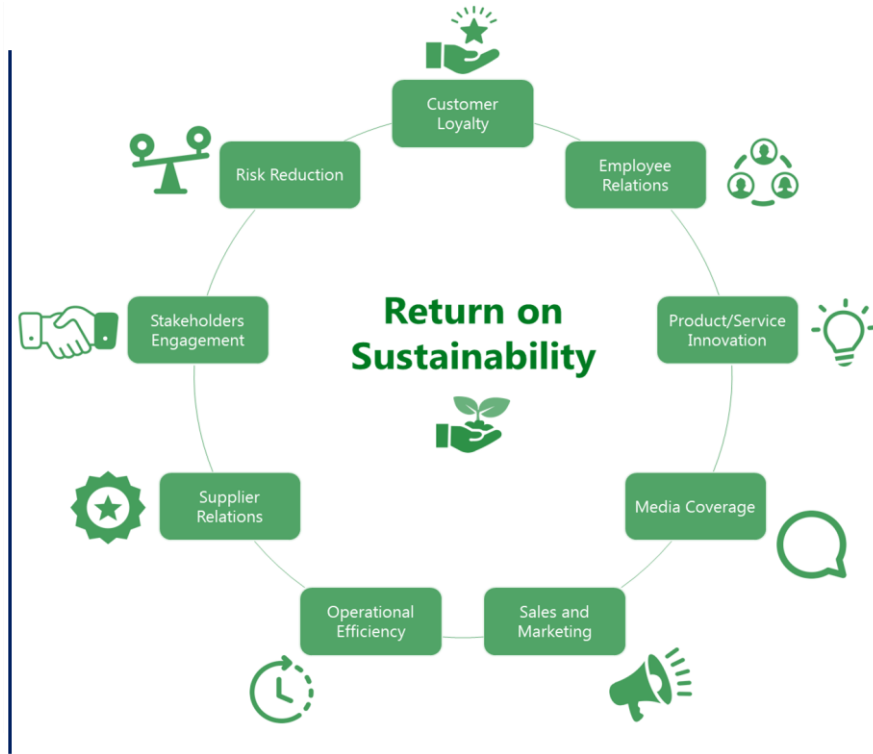 Customer
Loyalty
Employee
Relations
Product/Service
Innovation
Media Coverage
Sales and
Marketing
Operational
Efficiency
Supplier
Relations
Stakeholders
Engagement
Risk Reduction
Return on
Sustainability